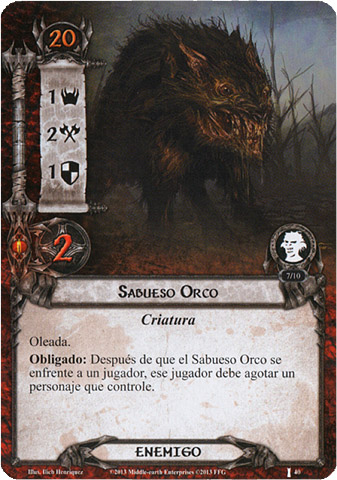 20
1
2
1
2
7/10
Sabueso Orco
Criatura
Oleada.
Obligado: Después de que el Sabueso Orco se
enfrente a un jugador, ese jugador debe agotar un
personaje que controle.
ENEMIGO
Illus. Ilich Henriquez ©2013 Middle-earth Enterprises ©2013 FFG 40